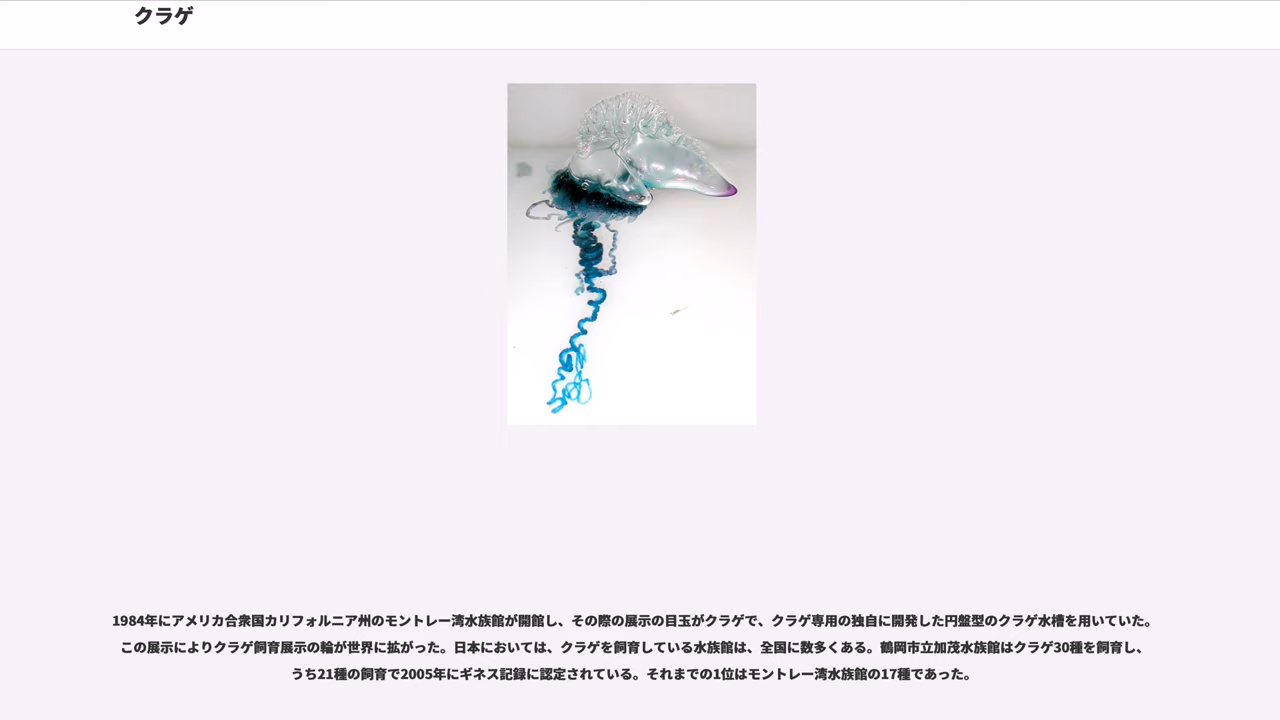 クラゲ
1984年にアメリカ合衆国カリフォルニア州のモントレー湾水族館が開館し、その際の展示の目玉がクラゲで、クラゲ専用の独自に開発した円盤型のクラゲ水槽を用いていた。
この展示によりクラゲ飼育展示の輪が世界に拡がった。日本においては、クラゲを飼育している水族館は、全国に数多くある。鶴岡市立加茂水族館はクラゲ30種を飼育し、
うち21種の飼育で2005年にギネス記録に認定されている。それまでの1位はモントレー湾水族館の17種であった。